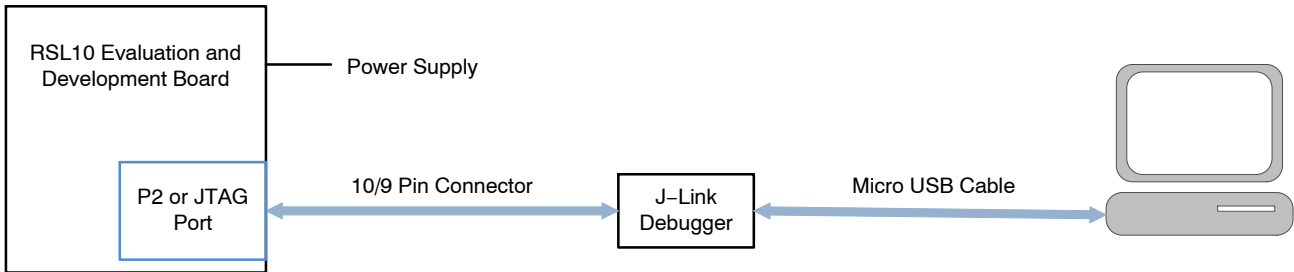 RSL10 Evaluation and
Development Board
Power Supply
P2 or JTAG
Port
10/9 Pin Connector
J−Link
Debugger
Micro USB Cable